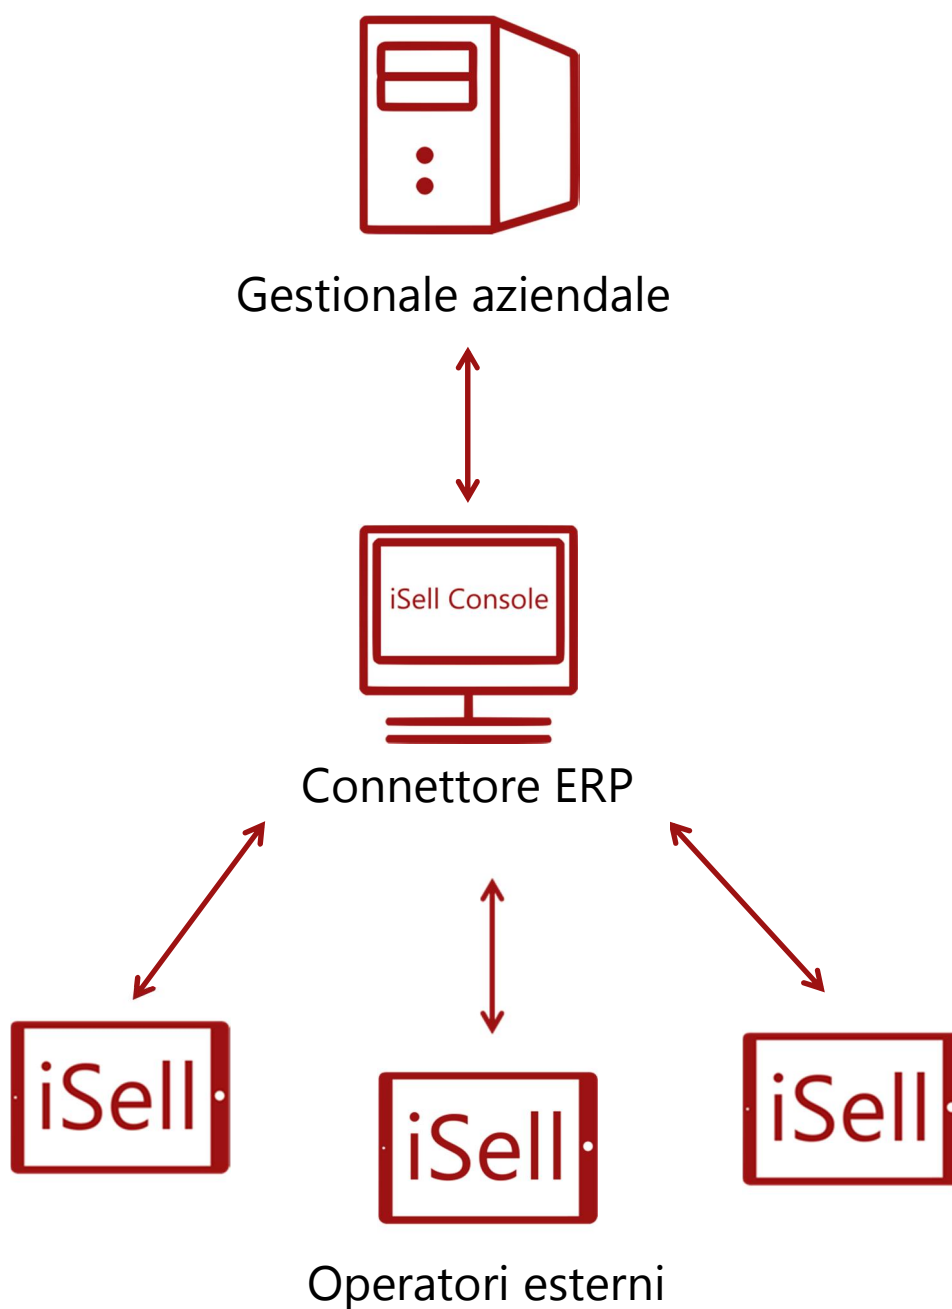 Gestionale aziendale
iSell Console
Connettore ERP
iSell
iSell
iSell
Operatori esterni